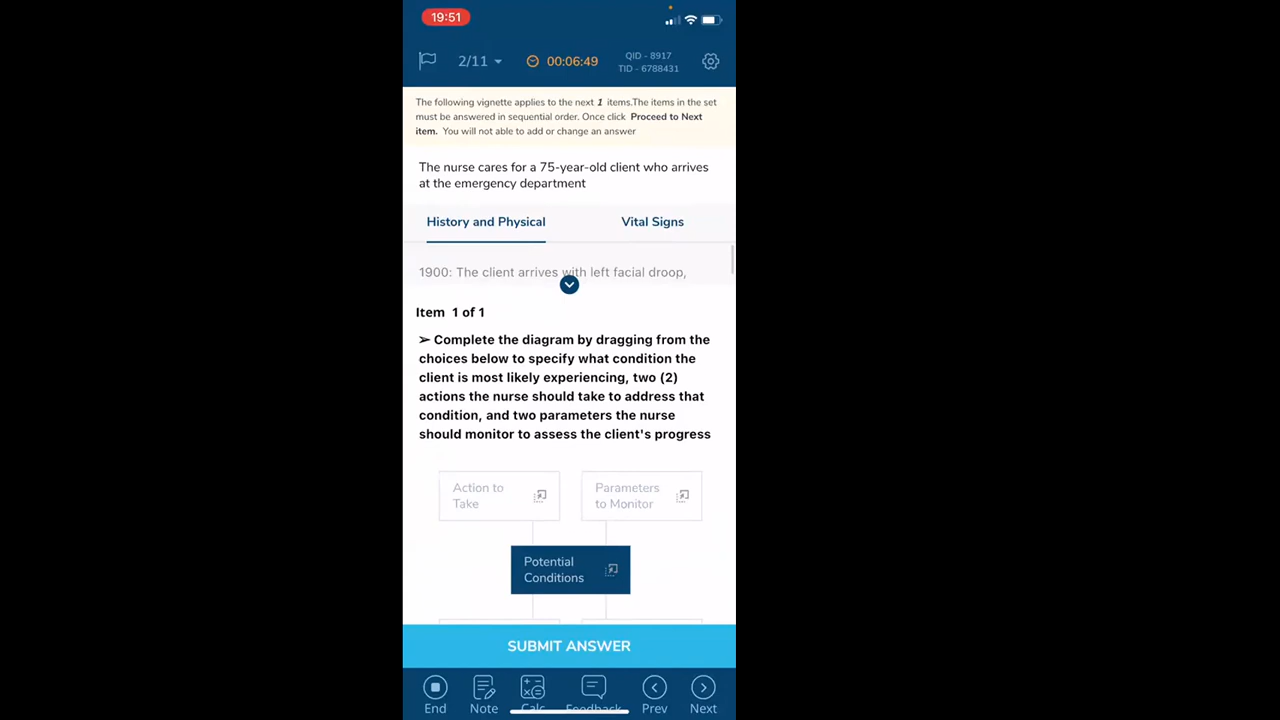 19:51
2/11
00:06:49
QID - 8917
TID - 6788431
The following vignette applies to the next 1 items.The items in the set
must be answered in sequential order. Once click Proceed to Next
item. You will not able to add or change an answer
The nurse cares for a 75-year-old client who arrives
at the emergency department
History and Physical
Vital Signs
1900: The client arrives with left facial droop,
Item 1 of 1
➢ Complete the diagram by dragging from the
choices below to specify what condition the
client is most likely experiencing, two (2)
actions the nurse should take to address that
condition, and two parameters the nurse
should monitor to assess the client's progress
Action to
Take
Parameters
to Monitor
Potential
Conditions
SUBMIT ANSWER
End
Note
Calc
Feedback
Prev
Next